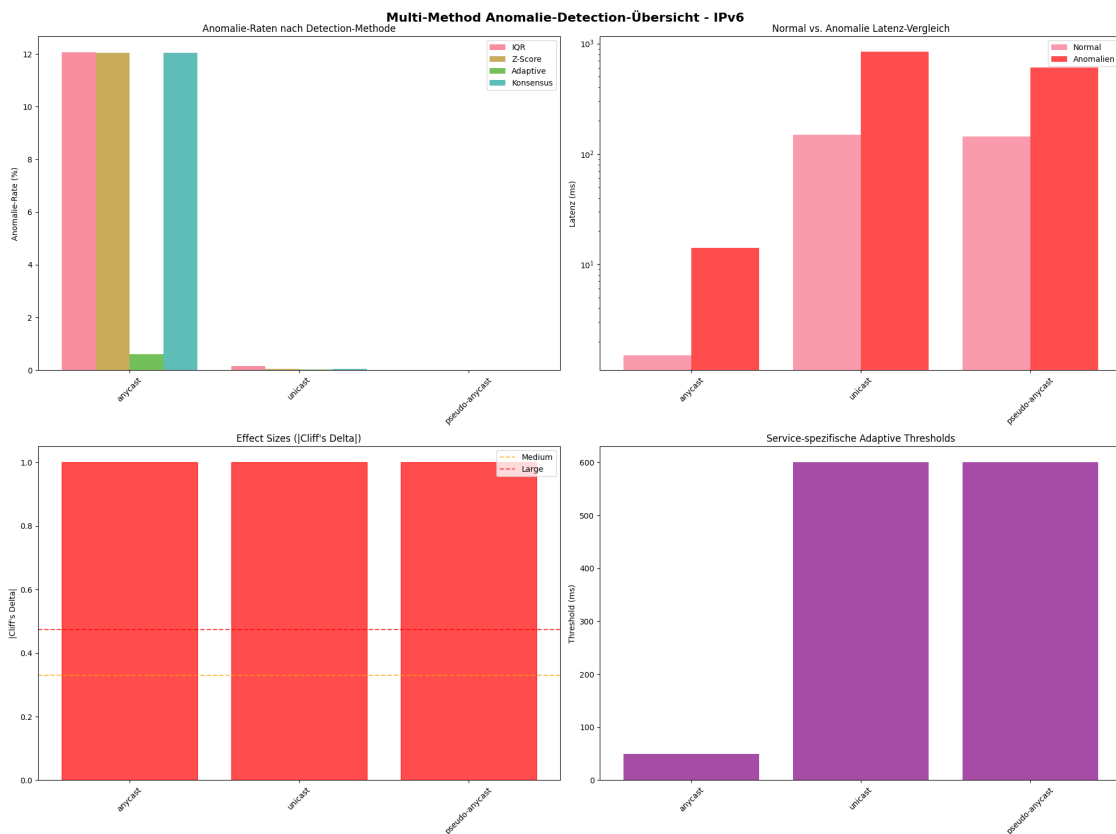 Multi-Method Anomalie-Detection-Übersicht - IPv6
Anomalie-Raten nach Detection-Methode
Anomalie-Rate (%)
12
10
8
6
4
2
0
IQR
Z-Score
Adaptive
Konsensus
anycast
unicast
pseudo-anycast
Normal vs. Anomalie Latenz-Vergleich
Latenz (ms)
10³
10²
10¹
Normal
Anomalien
anycast
unicast
pseudo-anycast
Effect Sizes (|Cliff's Delta|)
|Cliff's Delta|
1.0
0.8
0.6
0.4
0.2
0.0
Medium
Large
anycast
unicast
pseudo-anycast
Service-spezifische Adaptive Thresholds
Threshold (ms)
600
500
400
300
200
100
0
anycast
unicast
pseudo-anycast